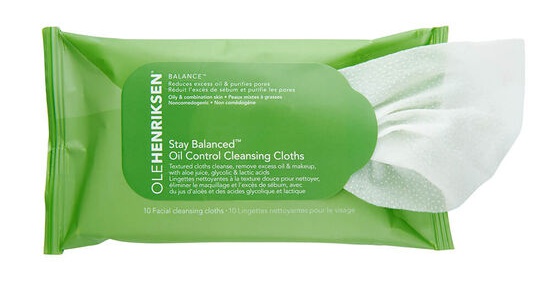 OLEHENRIKSEN®
BALANCE™
Reduces excess oil & purifies pores
Réduit l'excès de sébum et purifie les pores
Oily & combination skin • Peaux mixtes à grasses
Noncomedogenic • Non comédogène
Stay Balanced™
Oil Control Cleansing Cloths
Textured cloths cleanse, remove excess oil & makeup,
with aloe juice, glycolic & lactic acids
Lingettes nettoyantes à la texture douce pour nettoyer,
éliminer le maquillage et l'excès de sébum, avec
du jus d'aloès et des acides glycolique et lactique
10 Facial cleansing cloths • 10 Lingettes nettoyantes pour le visage